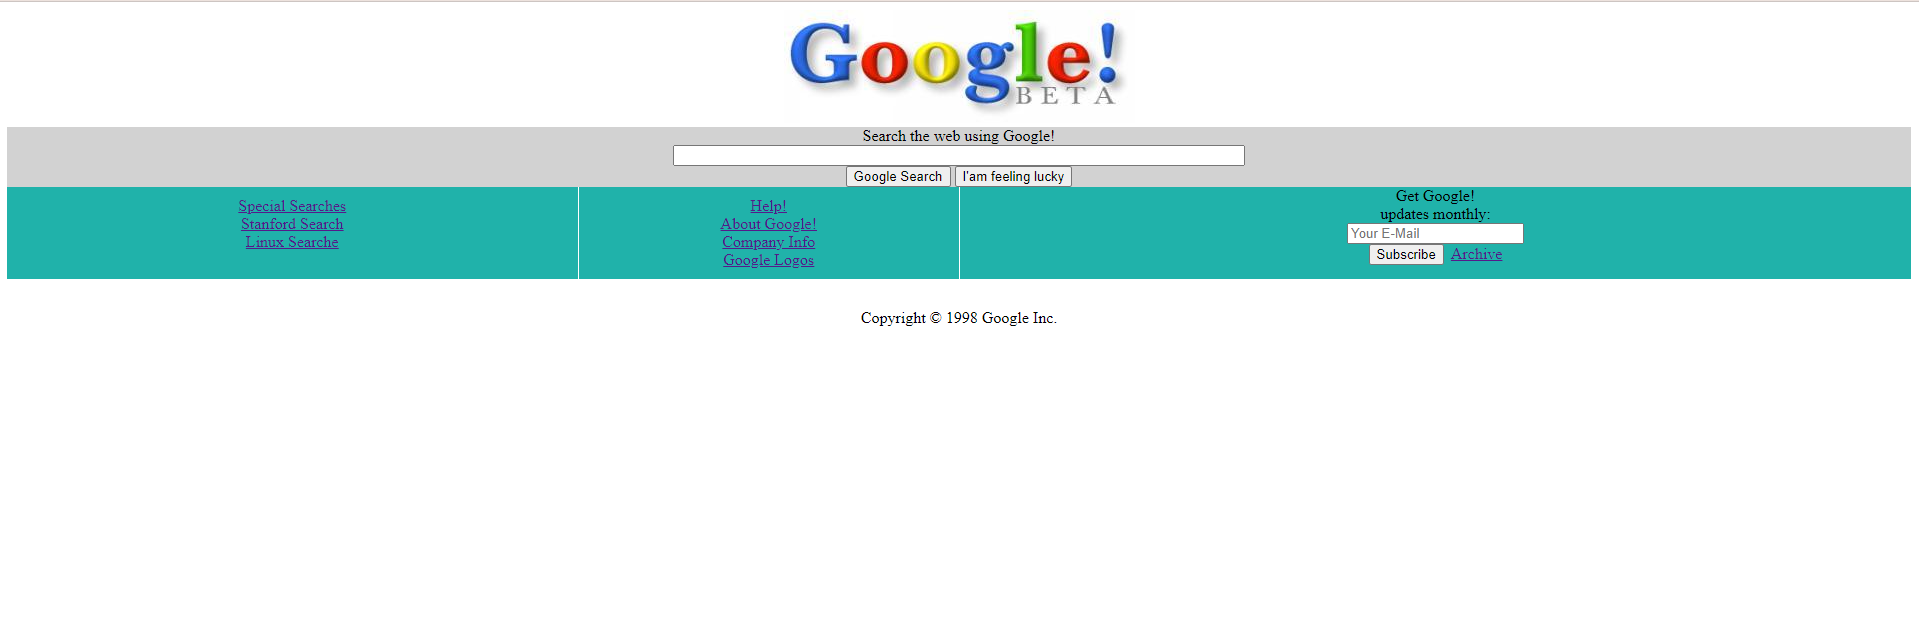 Google!
BETA
Search the web using Google!
Google Search I'am feeling lucky
Special Searches
Stanford Search
Linux Searche
Help!
About Google!
Company Info
Google Logos
Get Google!
updates monthly:
Your E-Mail
Subscribe Archive
Copyright © 1998 Google Inc.